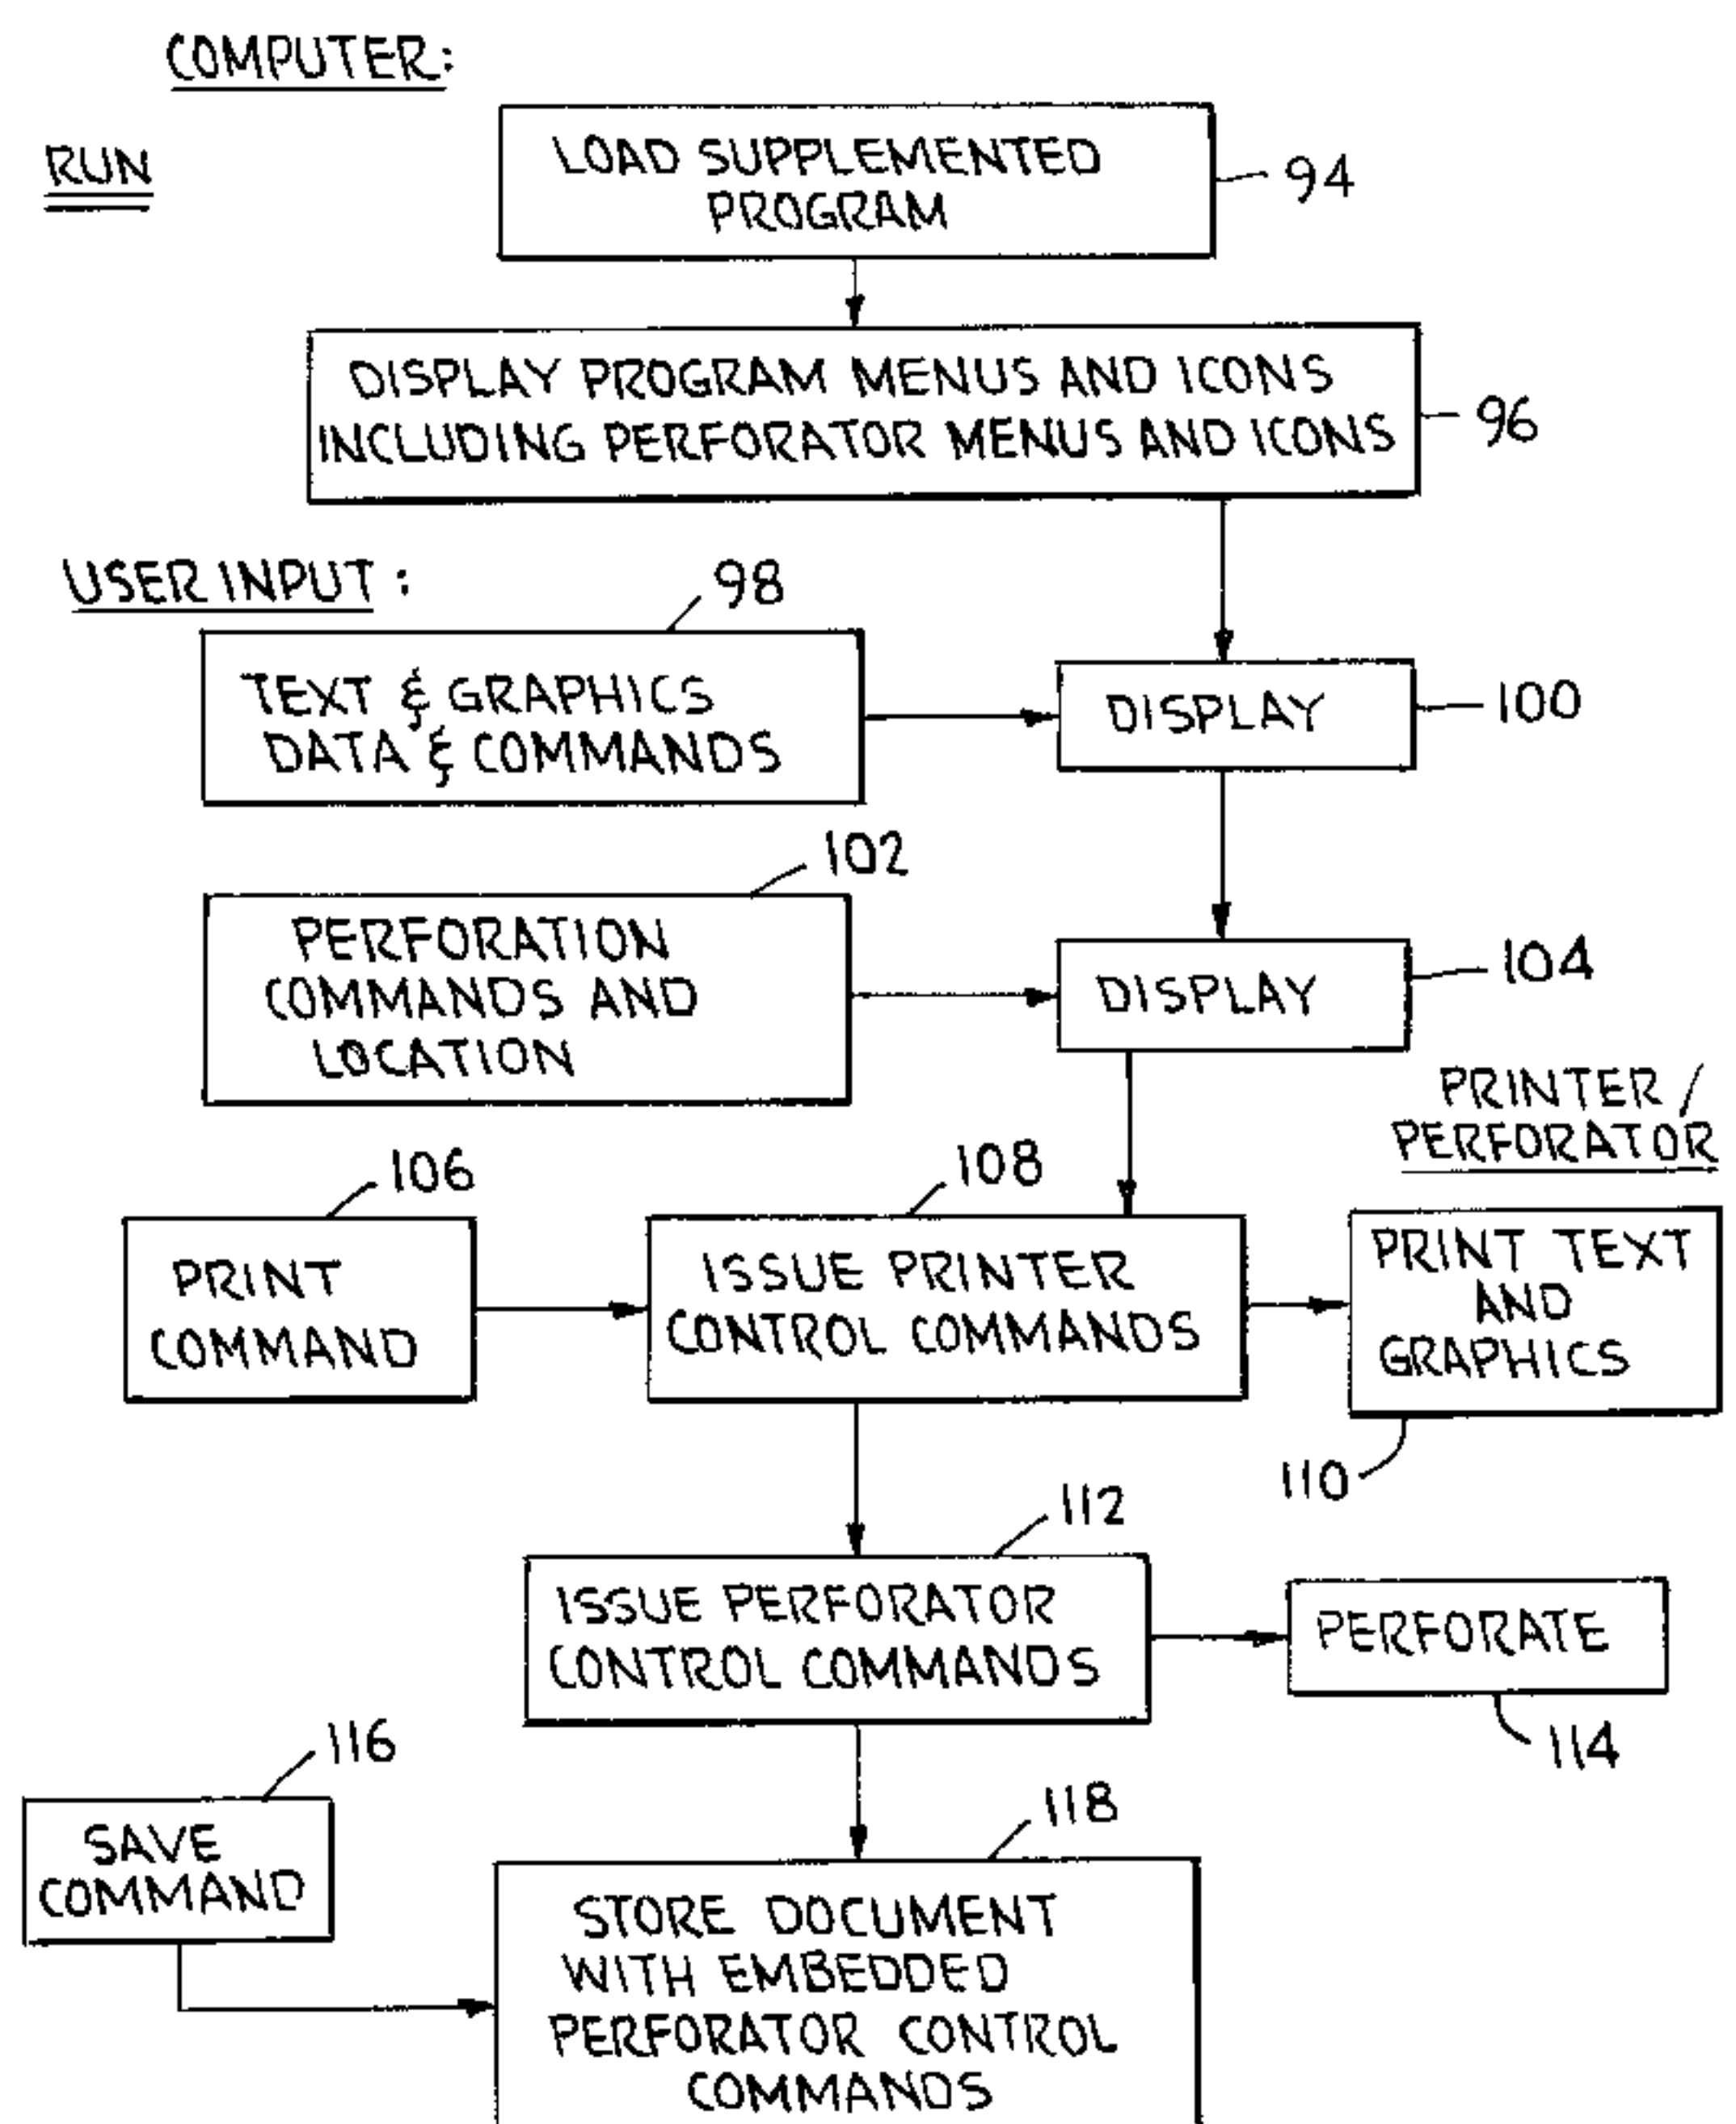 COMPUTER:
RUN
LOAD SUPPLEMENTED
PROGRAM
94
DISPLAY PROGRAM MENUS AND ICONS
INCLUDING PERFORATOR MENUS AND ICONS
96
USER INPUT:
98
TEXT & GRAPHICS
DATA & COMMANDS
DISPLAY
100
102
PERFORATION
COMMANDS AND
LOCATION
DISPLAY
104
PRINTER/
PERFORATOR
106
PRINT
COMMAND
108
ISSUE PRINTER
CONTROL COMMANDS
PRINT TEXT
AND
GRAPHICS
110
112
ISSUE PERFORATOR
CONTROL COMMANDS
PERFORATE
114
116
SAVE
COMMAND
118
STORE DOCUMENT
WITH EMBEDDED
PERFORATOR CONTROL
COMMANDS